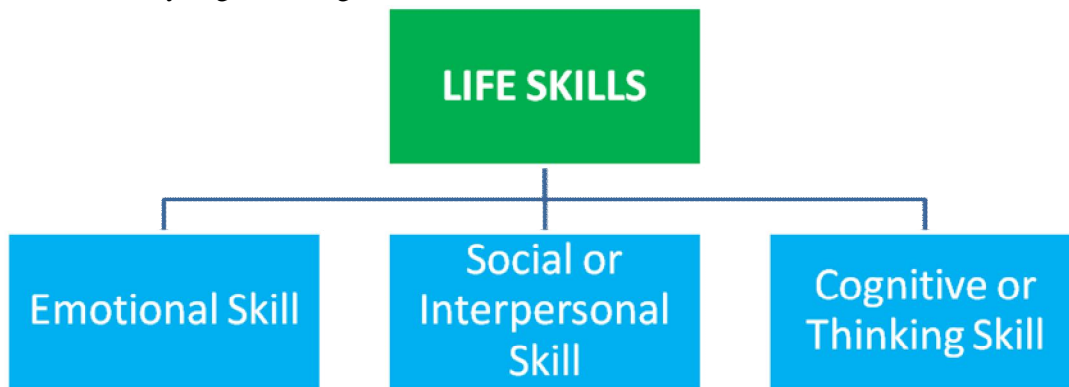 LIFE SKILLS
Emotional Skill
Social or
Interpersonal
Skill
Cognitive or
Thinking Skill